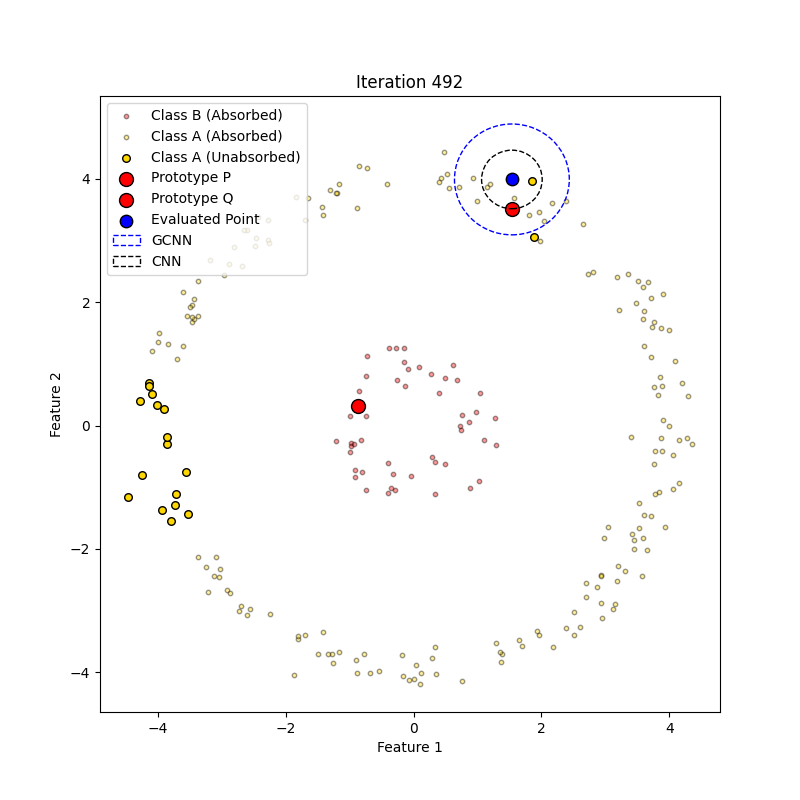 Iteration 492
Class B (Absorbed)
Class A (Absorbed)
Class A (Unabsorbed)
Prototype P
Prototype Q
Evaluated Point
GCNN
CNN
4
2
0
−2
−4
Feature 2
−4
−2
0
2
4
Feature 1